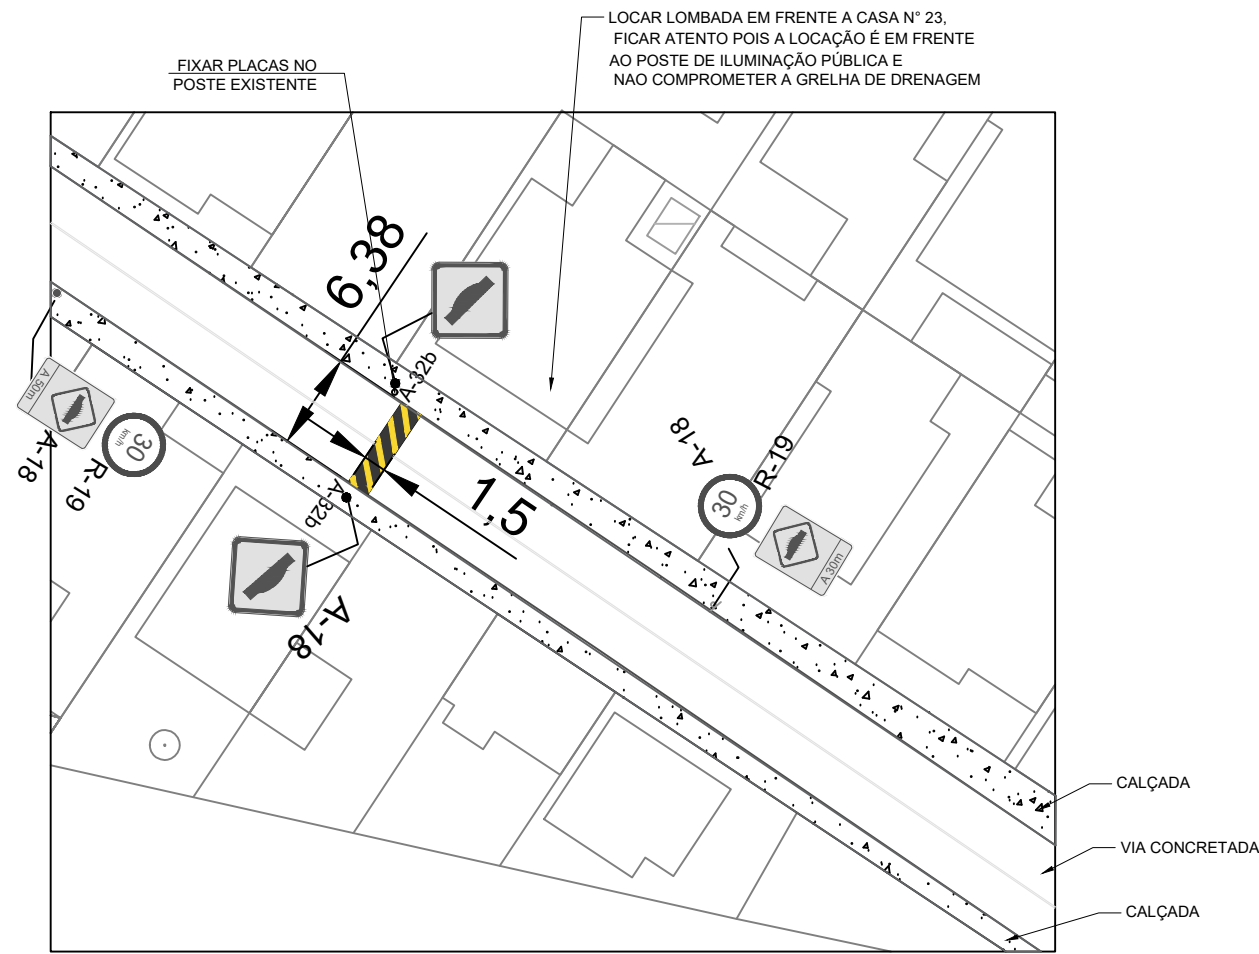 LOCAR LOMBADA EM FRENTE A CASA N° 23,
FICAR ATENTO POIS A LOCAÇÃO É EM FRENTE
AO POSTE DE ILUMINAÇÃO PÚBLICA E
NAO COMPROMETER A GRELHA DE DRENAGEM
FIXAR PLACAS NO
POSTE EXISTENTE
6,38
A-32b
A 50m
A-18
R-19
30
km/h
1,5
A-32b
A-18
A-18
R-19
30
km/h
A 30m
CALÇADA
VIA CONCRETADA
CALÇADA